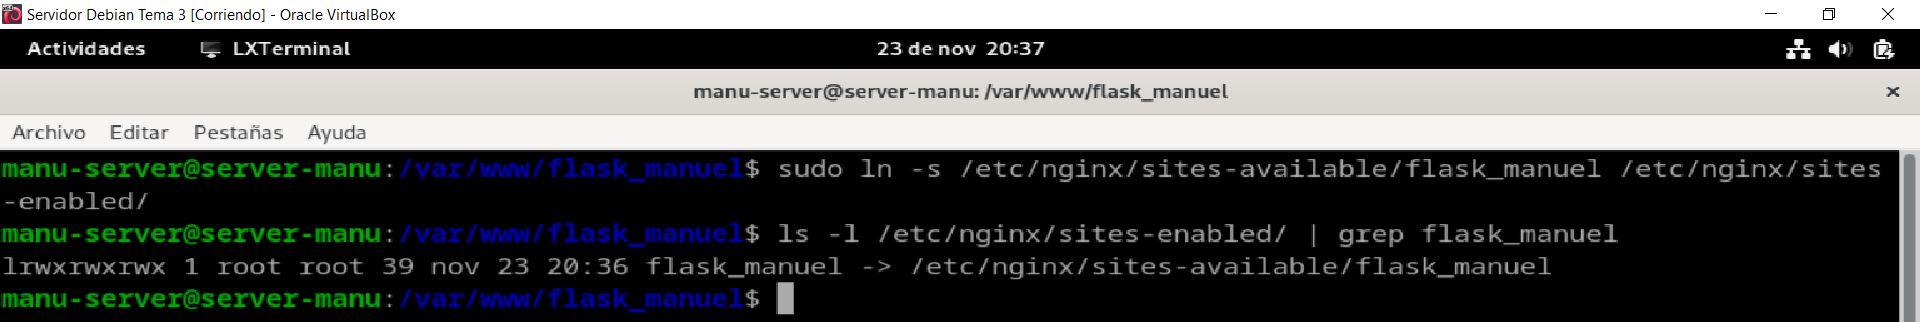 Servidor Debian Tema 3 [Corriendo] - Oracle VirtualBox
Actividades LXTerminal 23 de nov 20:37
manu-server@server-manu: /var/www/flask_manuel
Archivo Editar Pestañas Ayuda
manu-server@server-manu:/var/www/flask_manuel$ sudo ln -s /etc/nginx/sites-available/flask_manuel /etc/nginx/sites
-enabled/
manu-server@server-manu:/var/www/flask_manuel$ ls -l /etc/nginx/sites-enabled/ | grep flask_manuel
lrwxrwxrwx 1 root root 39 nov 23 20:36 flask_manuel -> /etc/nginx/sites-available/flask_manuel
manu-server@server-manu:/var/www/flask_manuel$